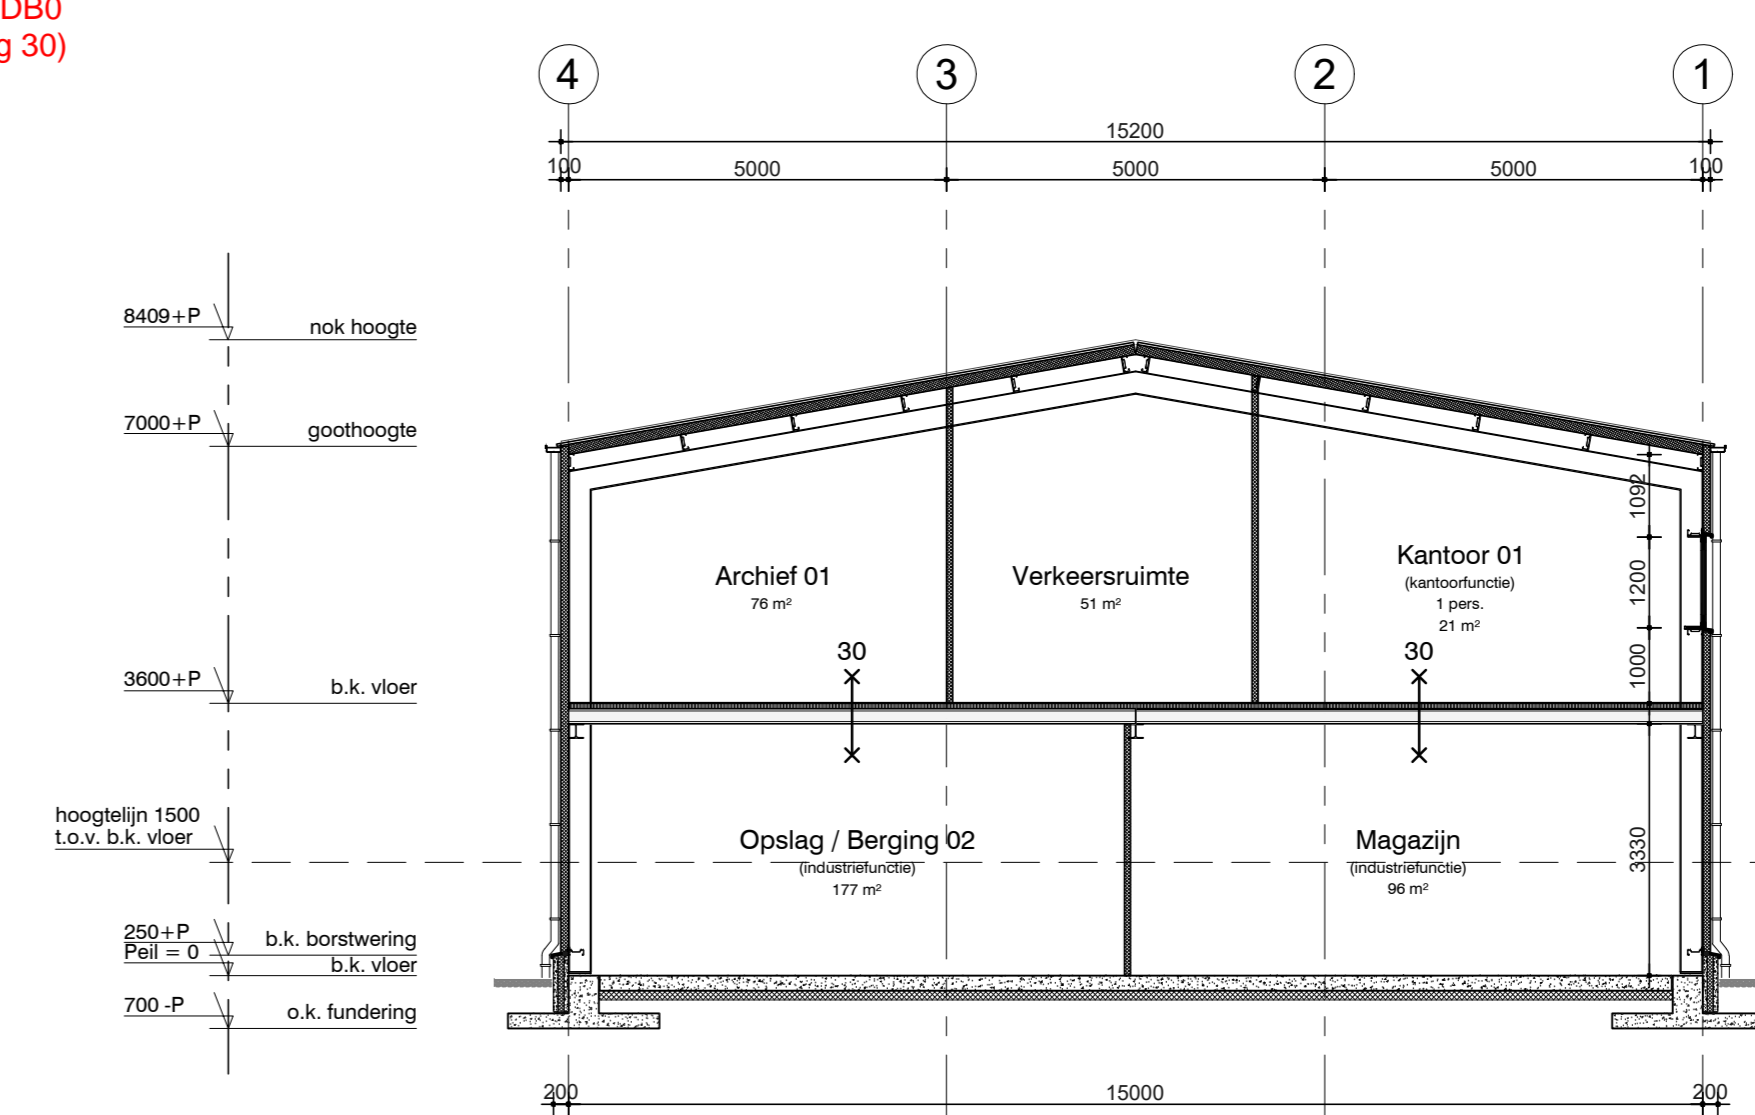 DB0
g 30)
4
3
2
1
15200
100
5000
5000
5000
100
8409+P
nok hoogte
7000+P
goothoogte
1092
Archief 01
76 m²
Verkeersruimte
51 m²
Kantoor 01
(kantoorfunctie)
1 pers.
21 m²
1200
30
30
1000
3600+P
b.k. vloer
hoogtelijn 1500
t.o.v. b.k. vloer
Opslag / Berging 02
(industriefunctie)
177 m²
Magazijn
(industriefunctie)
96 m²
3330
250+P
b.k. borstwering
Peil = 0
b.k. vloer
700 -P
o.k. fundering
200
15000
200